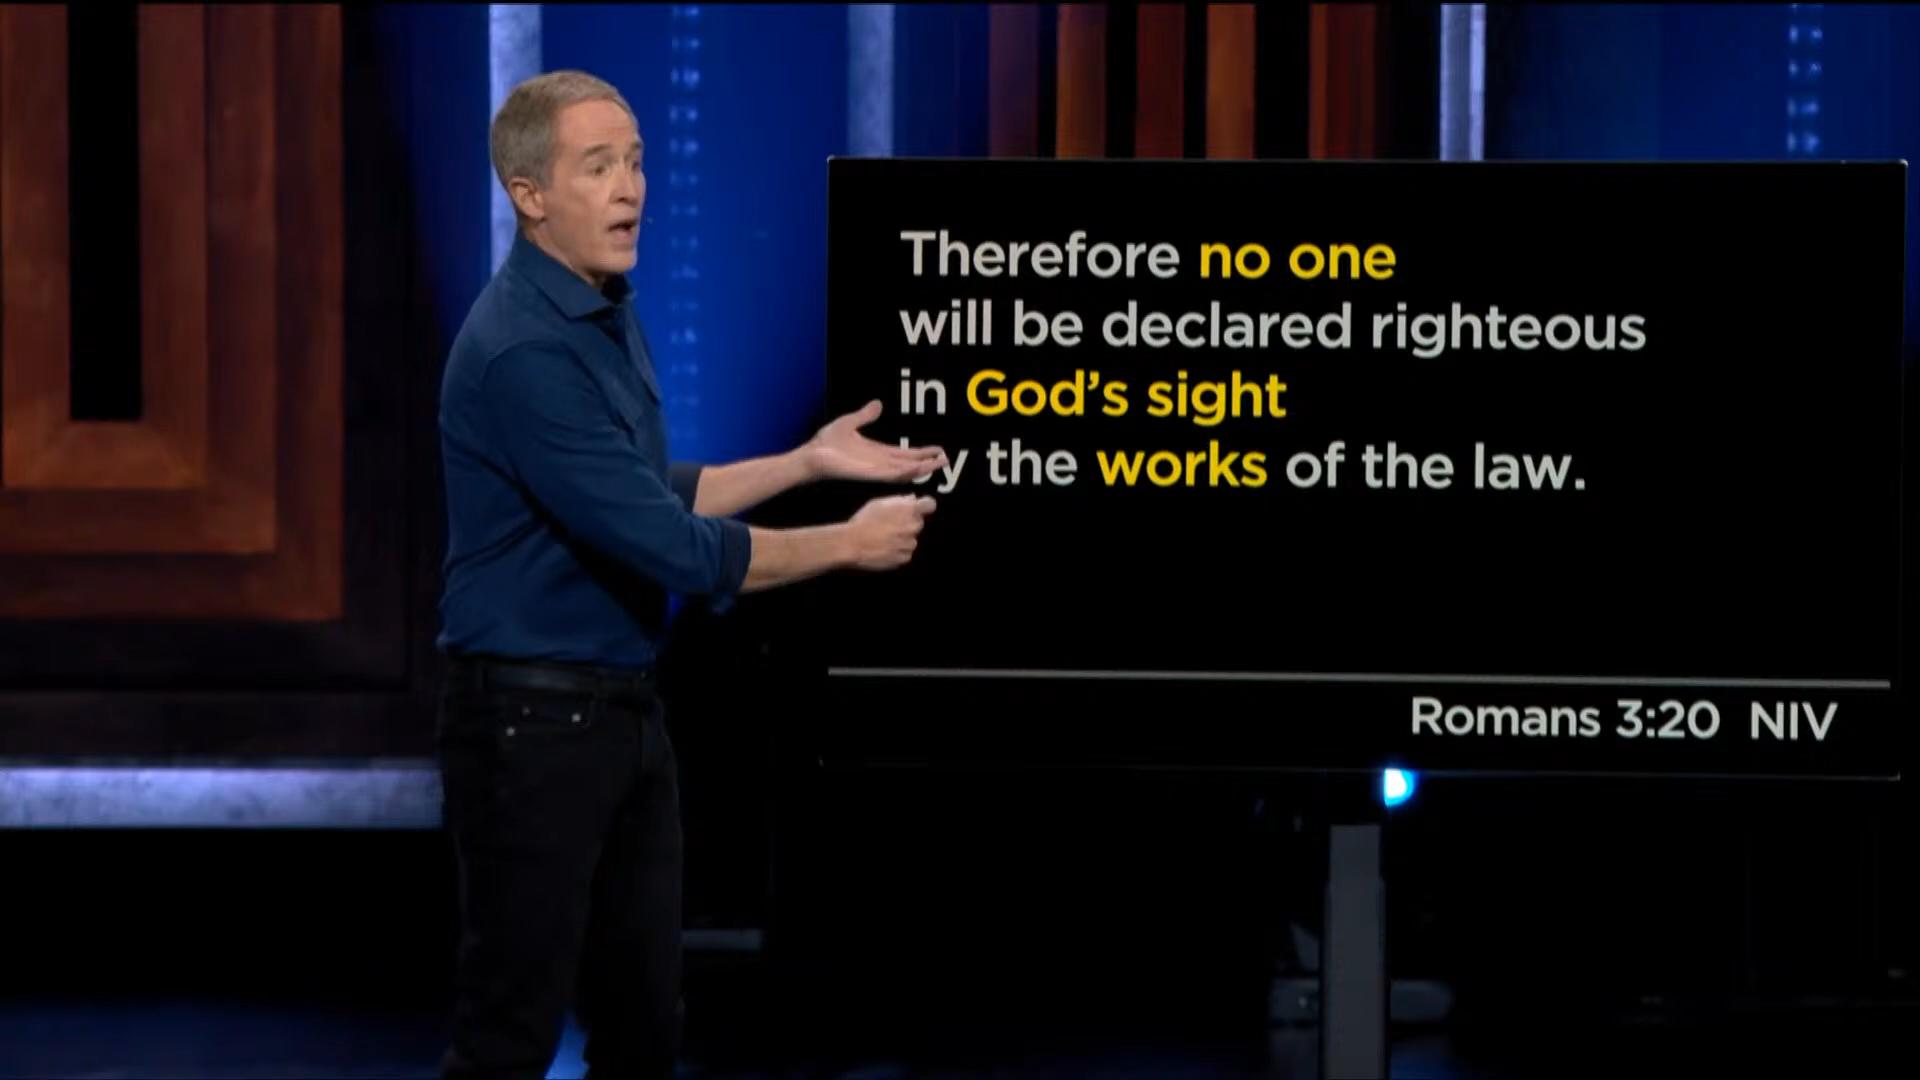 Therefore no one
will be declared righteous
in God's sight
by the works of the law.
Romans 3:20 NIV